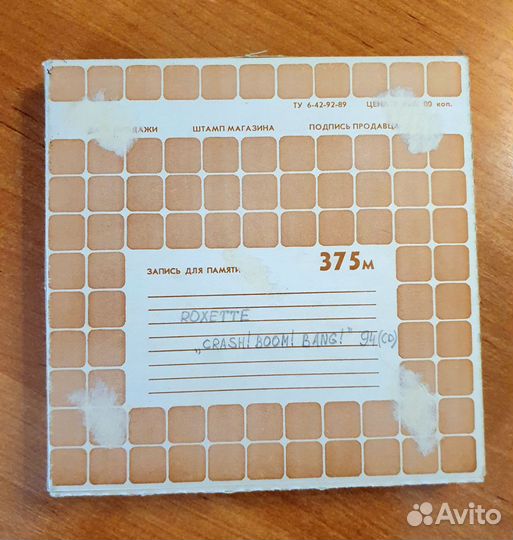 ТУ 6-42-92-89 ЦЕНА 00 коп.
ШТАМП МАГАЗИНА ПОДПИСЬ ПРОДАВЦА
ЗАПИСЬ ДЛЯ ПАМЯТИ 375м
ROXETTE
„CRASH! BOOM! BANG!" 94(CD)
Avito